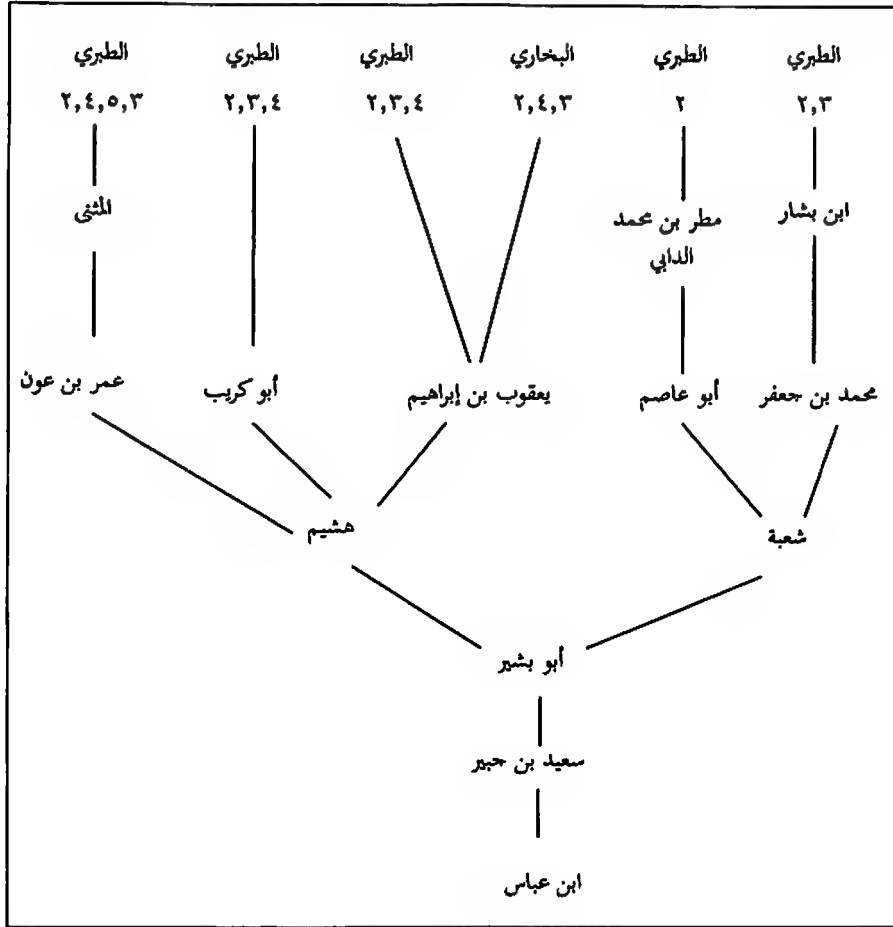 الطبري
الطبري
البخاري
الطبري
الطبري
الطبري
٢,٣
٢
٢,٤,٣
٢,٣,٤
٢,٣,٤
٢,٤,٥,٣
ابن بشار
مطر بن محمد
الدابي
المثنى
محمد بن جعفر
أبو عاصم
يعقوب بن إبراهيم
أبو كريب
عمر بن عون
شعبة
هشيم
أبو بشير
سعيد بن جبير
ابن عباس